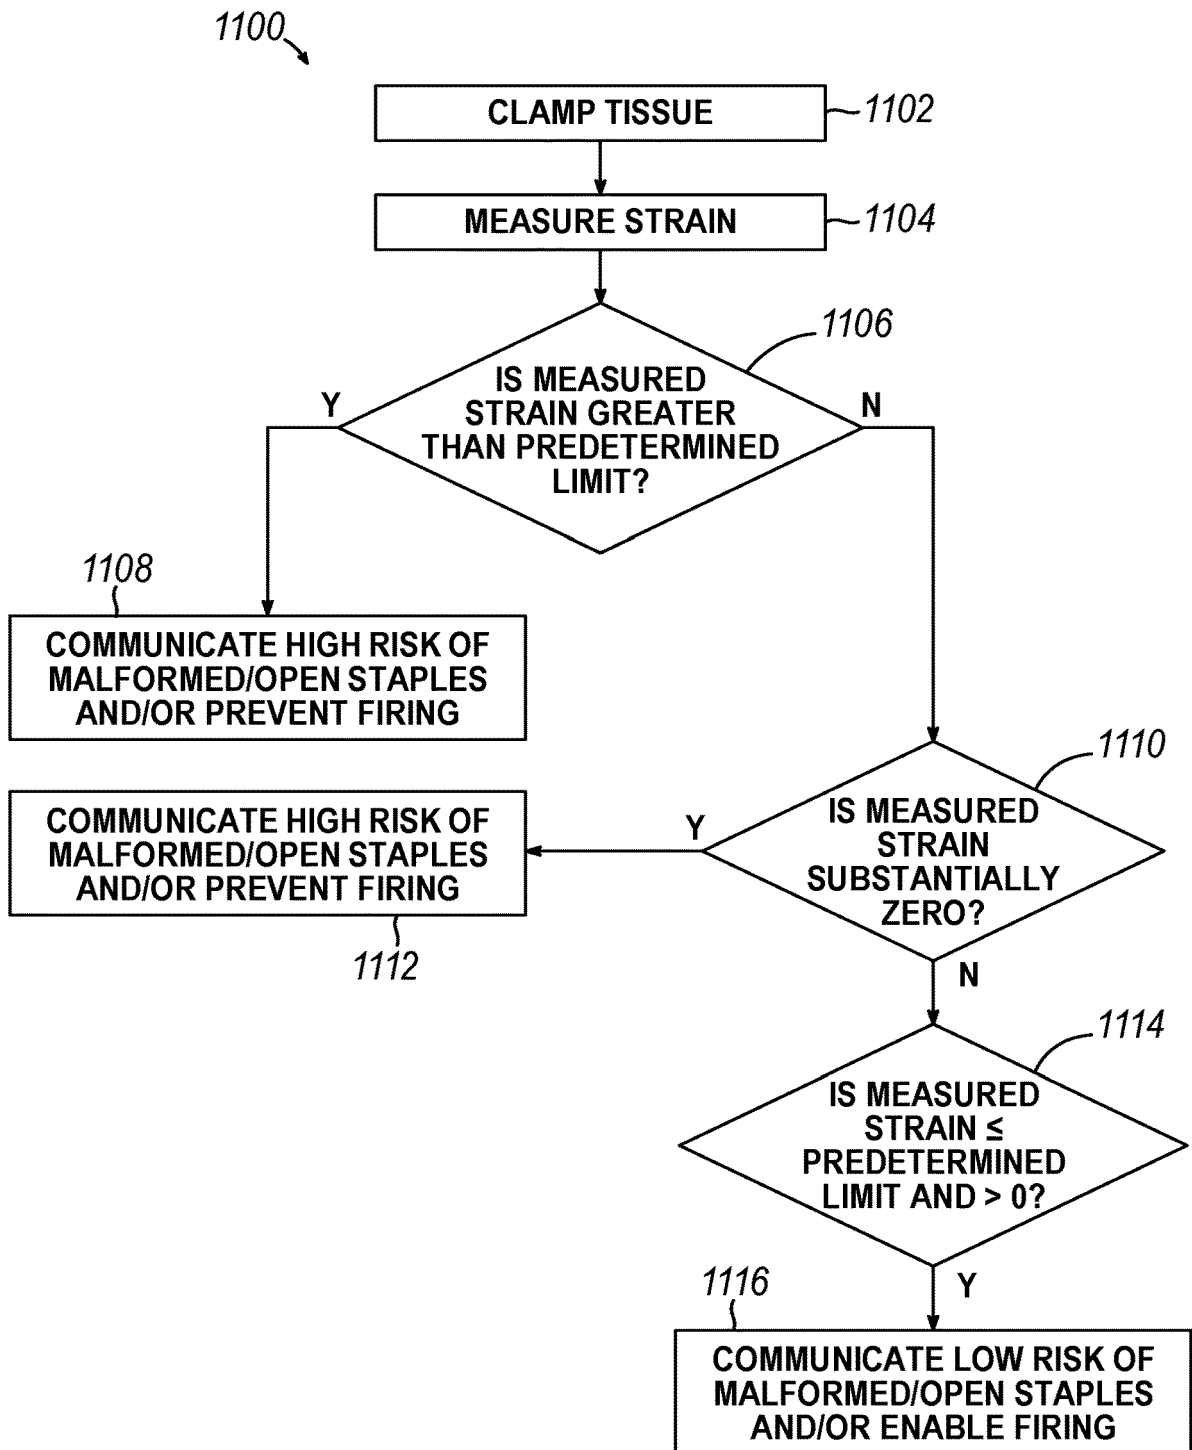 1100
CLAMP TISSUE
1102
MEASURE STRAIN
1104
1106
IS MEASURED
STRAIN GREATER
THAN PREDETERMINED
LIMIT?
Y
N
1108
COMMUNICATE HIGH RISK OF
MALFORMED/OPEN STAPLES
AND/OR PREVENT FIRING
1110
IS MEASURED
STRAIN
SUBSTANTIALLY
ZERO?
Y
COMMUNICATE HIGH RISK OF
MALFORMED/OPEN STAPLES
AND/OR PREVENT FIRING
1112
N
1114
IS MEASURED
STRAIN ≤
PREDETERMINED
LIMIT AND > 0?
Y
1116
COMMUNICATE LOW RISK OF
MALFORMED/OPEN STAPLES
AND/OR ENABLE FIRING